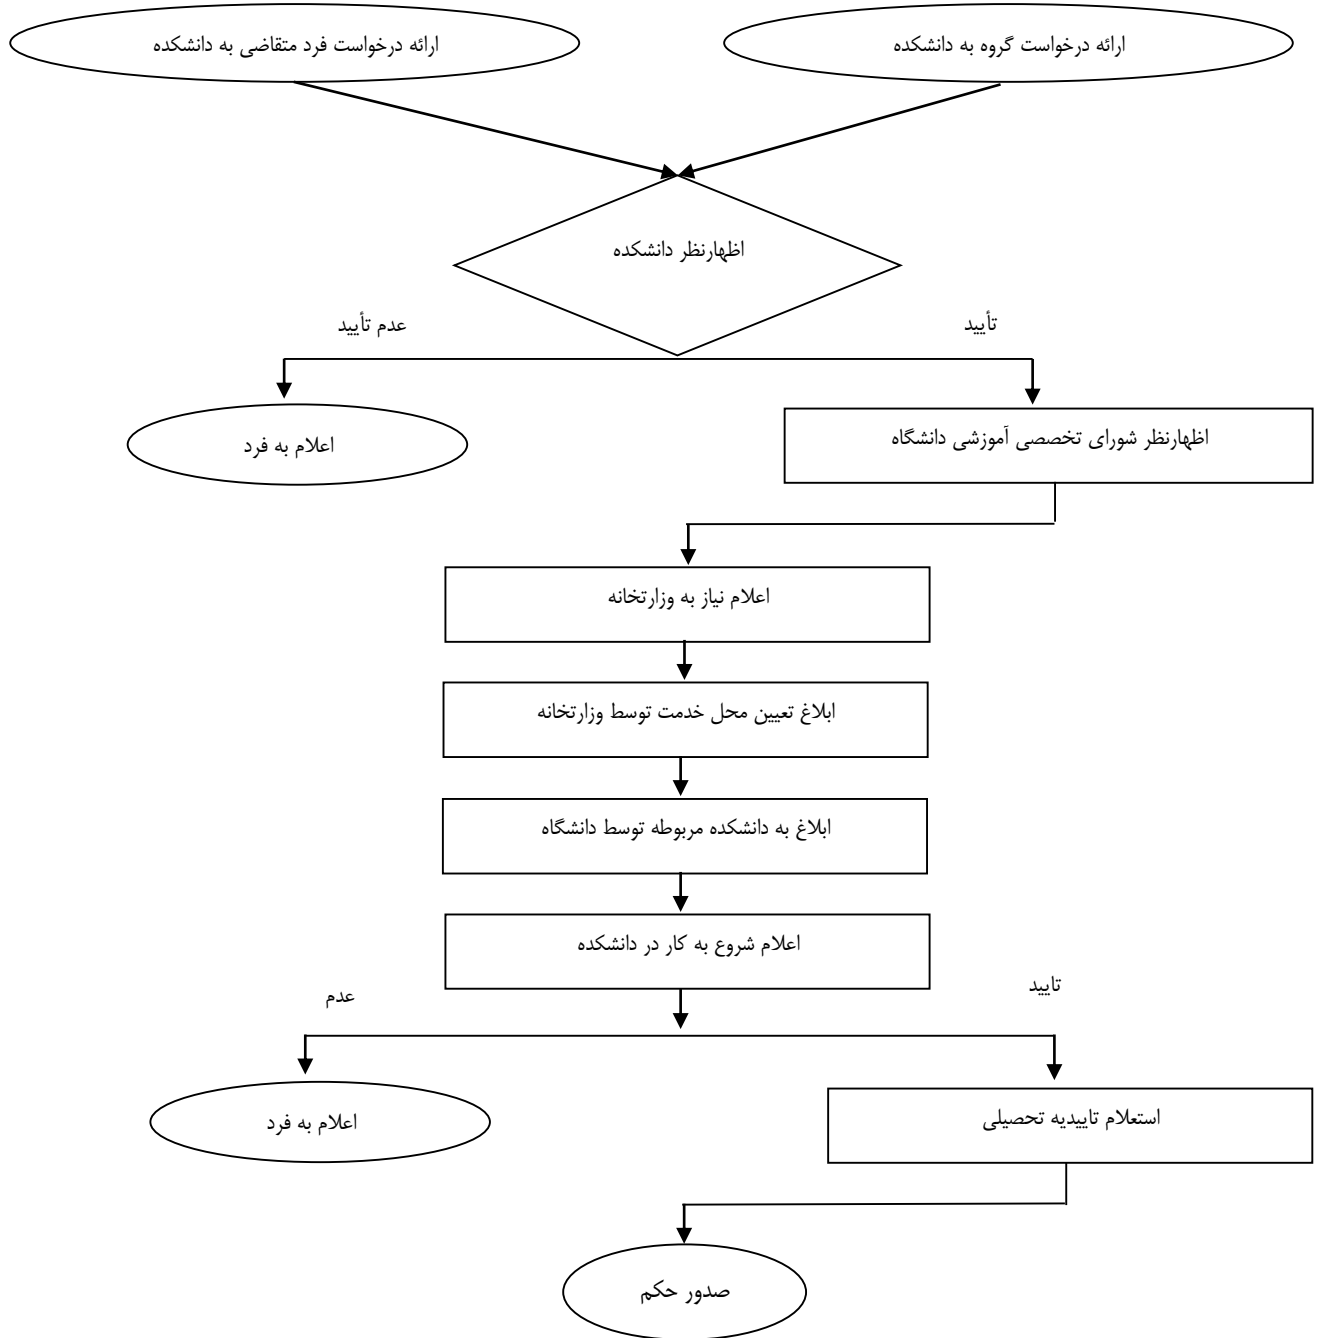 ارائه درخواست گروه به دانشکده
ارائه درخواست فرد متقاضی به دانشکده
اظهارنظر دانشکده
تأیید
عدم تأیید
اظهارنظر شورای تخصصی آموزشی دانشگاه
اعلام به فرد
اعلام نیاز به وزارتخانه
ابلاغ تعیین محل خدمت توسط وزارتخانه
ابلاغ به دانشکده مربوطه توسط دانشگاه
اعلام شروع به کار در دانشکده
تایید
عدم
استعلام تاییدیه تحصیلی
اعلام به فرد
صدور حکم